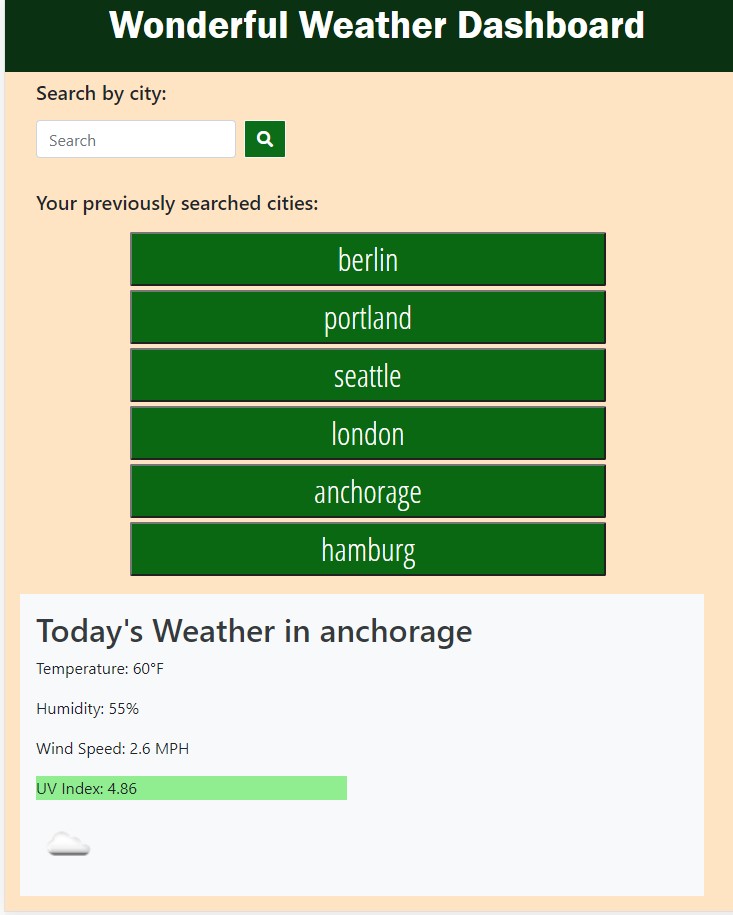 Wonderful Weather Dashboard
Search by city:
Search
Your previously searched cities:
berlin
portland
seattle
london
anchorage
hamburg
Today's Weather in anchorage
Temperature: 60°F
Humidity: 55%
Wind Speed: 2.6 MPH
UV Index: 4.86